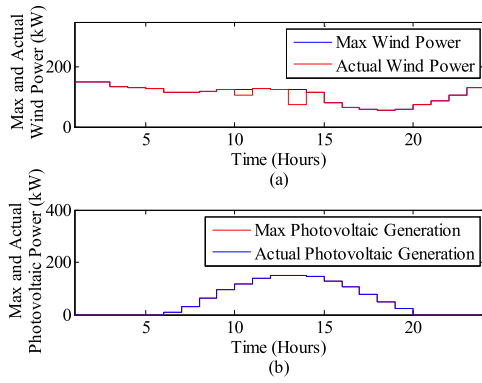 Max and Actual
Wind Power (kW)
200
0
Max Wind Power
Actual Wind Power
5
10
15
20
Time (Hours)
(a)
Max and Actual
Photovoltaic Power (kW)
400
200
0
Max Photovoltaic Generation
Actual Photovoltaic Generation
5
10
15
20
Time (Hours)
(b)